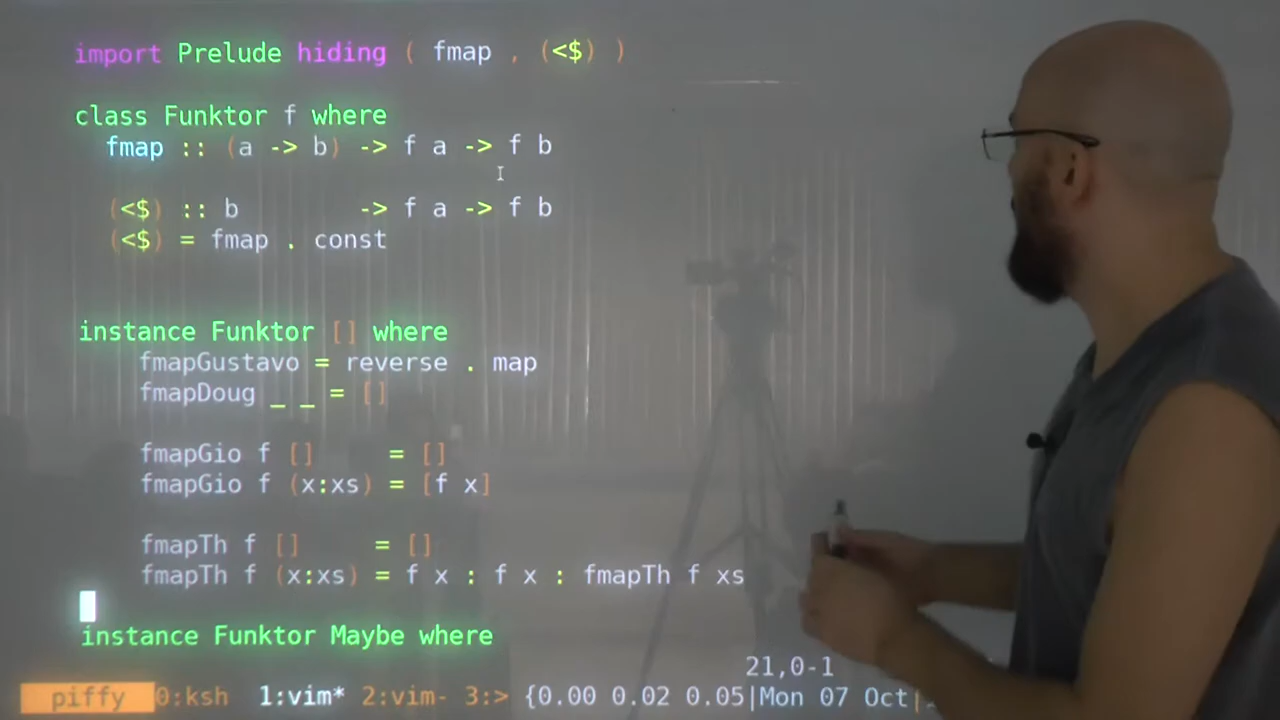 import Prelude hiding ( fmap , (<$) )
class Funktor f where
fmap :: (a -> b) -> f a -> f b
(<$) :: b -> f a -> f b
(<$) = fmap . const
instance Funktor [] where
fmapGustavo = reverse . map
fmapDoug _ _ = []
fmapGio f [] = []
fmapGio f (x:xs) = [f x]
fmapTh f [] = []
fmapTh f (x:xs) = f x : f x : fmapTh f xs
instance Funktor Maybe where
21,0-1
piffy 0:ksh 1:vim* 2:vim- 3:> {0.00 0.02 0.05|Mon 07 Oct|